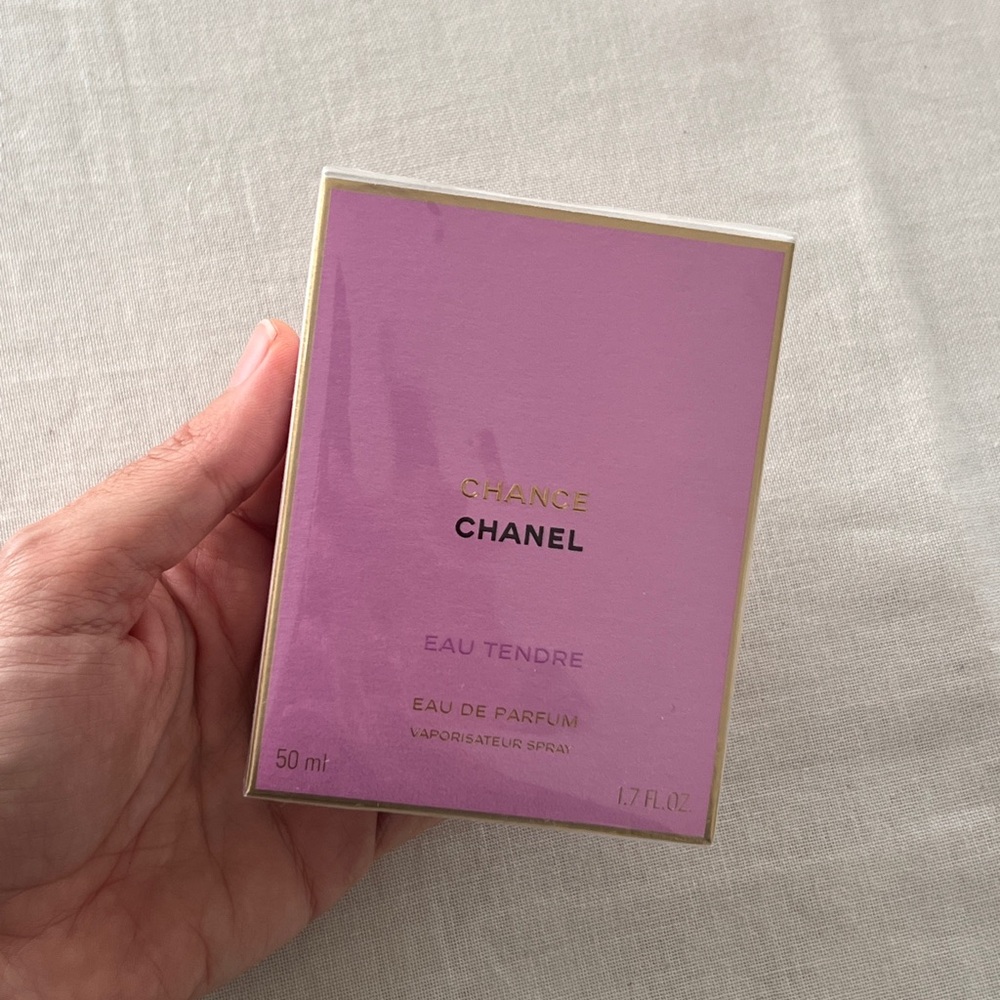 CHANCE
CHANEL
EAU TENDRE
EAU DE PARFUM
VAPORISATEUR SPRAY
50 ml
1.7 FL.OZ.